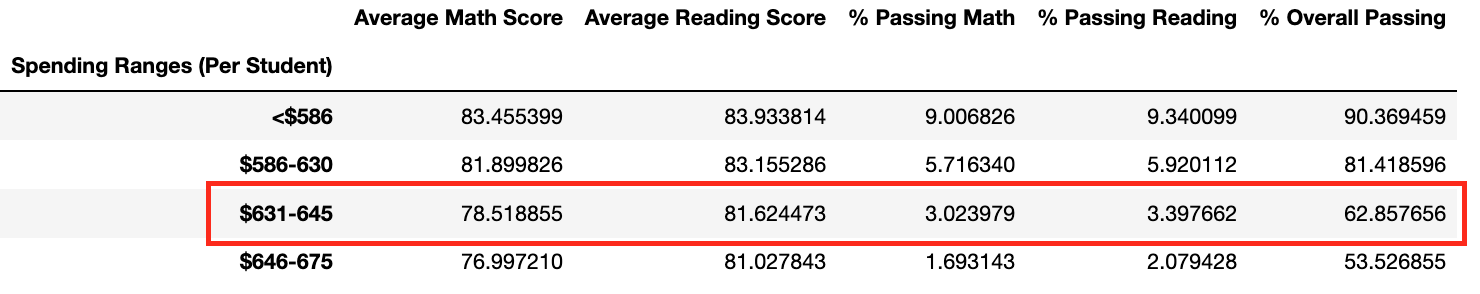 Average Math Score Average Reading Score % Passing Math % Passing Reading % Overall Passing
Spending Ranges (Per Student)
<$586 83.455399 83.933814 9.006826 9.340099 90.369459
$586-630 81.899826 83.155286 5.716340 5.920112 81.418596
$631-645 78.518855 81.624473 3.023979 3.397662 62.857656
$646-675 76.997210 81.027843 1.693143 2.079428 53.526855